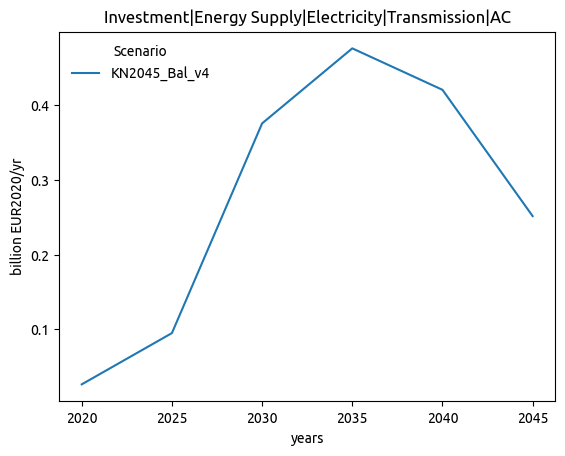 Investment|Energy Supply|Electricity|Transmission|AC
Scenario
KN2045_Bal_v4
0.4
0.3
0.2
0.1
billion EUR2020/yr
2020 2025 2030 2035 2040 2045
years